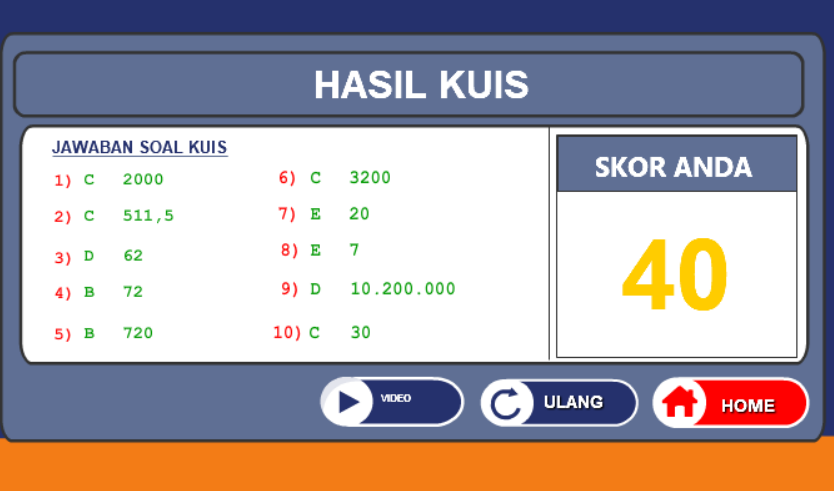 HASIL KUIS
JAWABAN SOAL KUIS
1) C 2000
2) C 511,5
3) D 62
4) B 72
5) B 720
6) C 3200
7) E 20
8) E 7
9) D 10.200.000
10) C 30
SKOR ANDA
40
VIDEO
ULANG
HOME